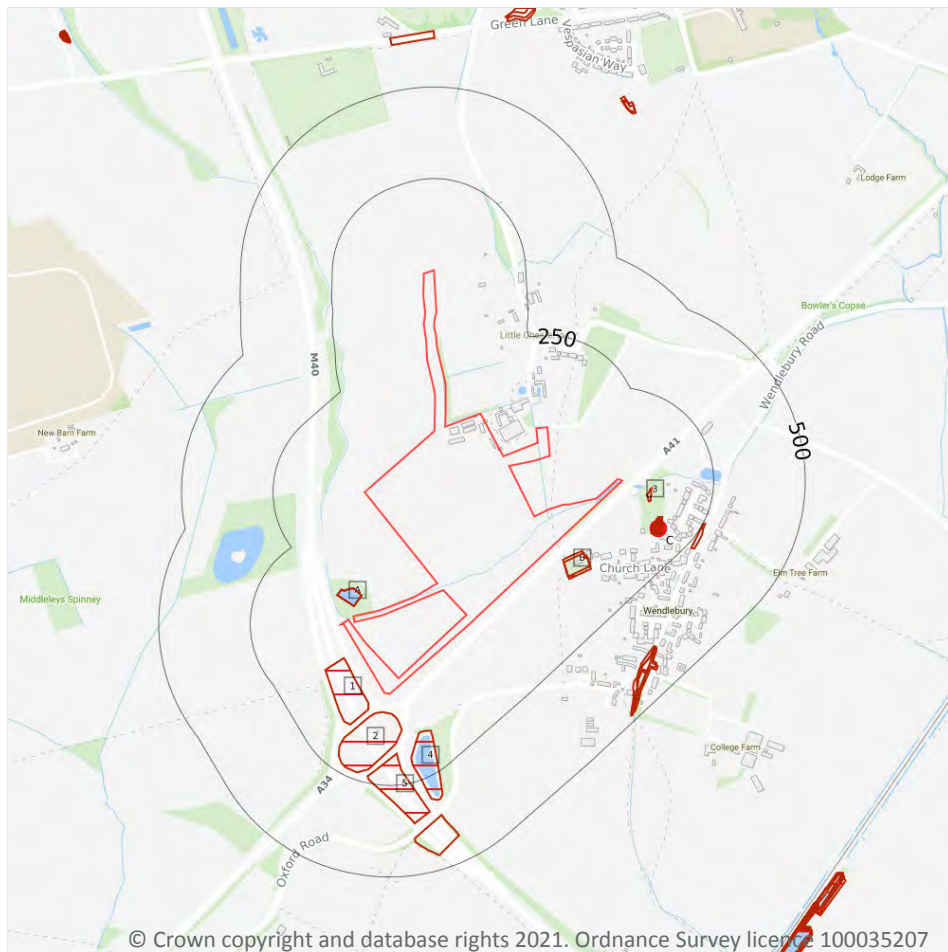 Green Lane
Vespasian Way
Lodge Farm
Bowler's Copse
Little Chester
250
M40
Wendlebury Road
New Barn Farm
A41
500
3
C
B
Church Lane
Elm Tree Farm
A
Middleleys Spinney
Wendlebury
1
2
4
College Farm
5
A34
Oxford Road
© Crown copyright and database rights 2021. Ordnance Survey licence 100035207